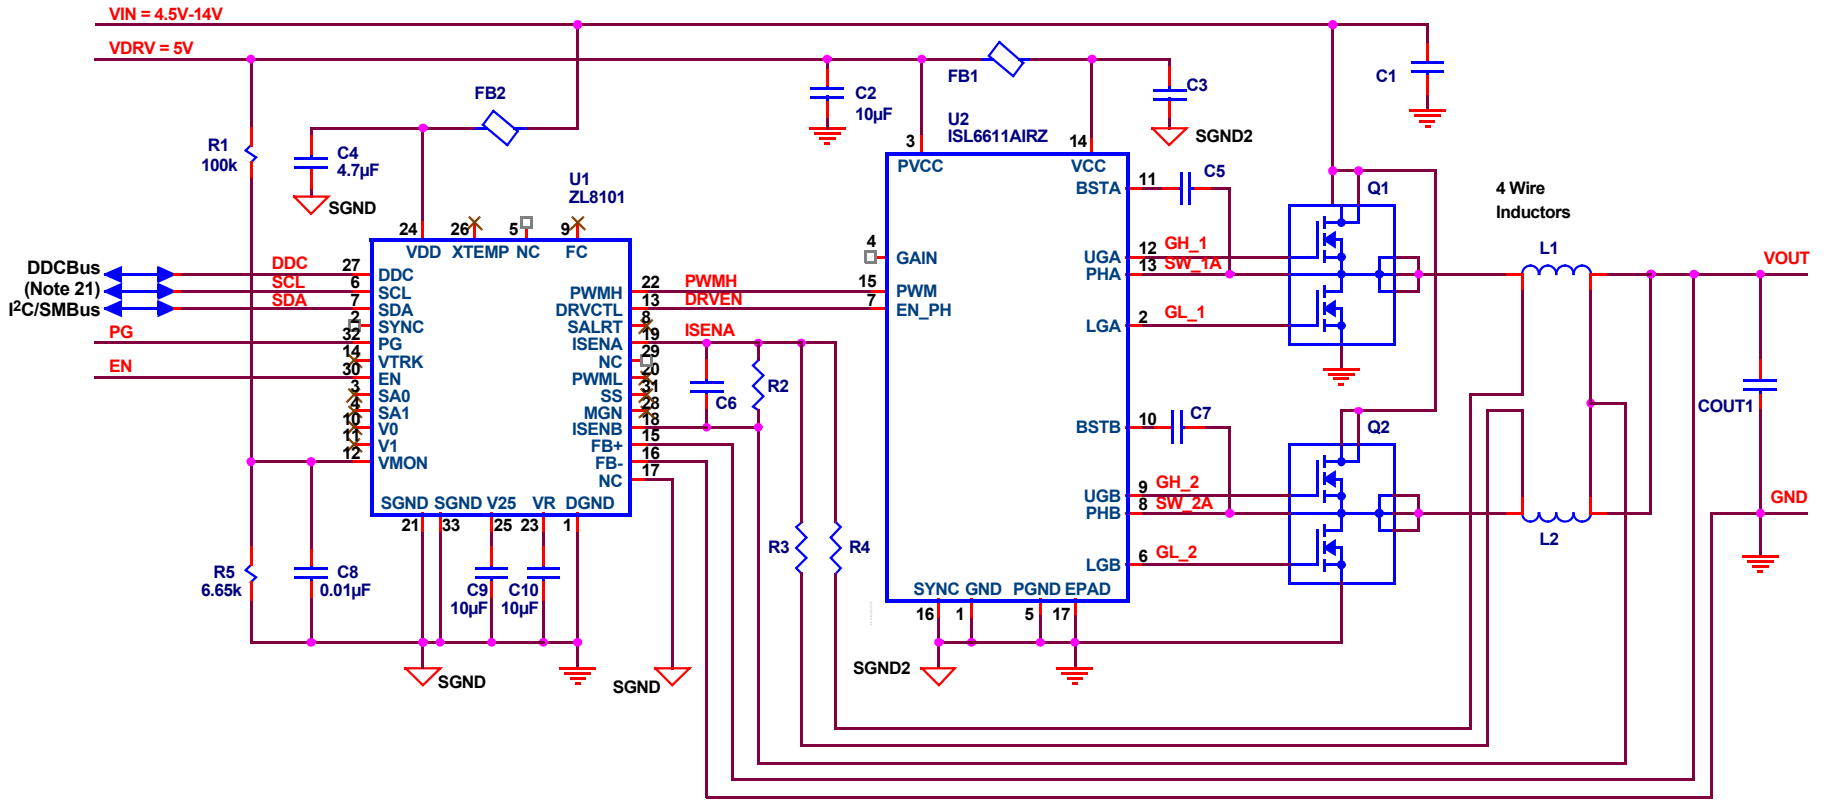 VIN = 4.5V-14V
VDRV = 5V
FB1
C1
C2
10µF
C3
SGND2
FB2
R1
100k
C4
4.7µF
SGND
U1
ZL8101
U2
ISL6611AIRZ
24
26
5
9
VDD
XTEMP
NC
FC
DDCBus
(Note 21)
I²C/SMBus
DDC
SCL
SDA
PG
EN
27
6
7
2
32
14
30
3
4
10
11
12
DDC
SCL
SDA
SYNC
PG
VTRK
EN
SA0
SA1
V0
V1
VMON
PWMH
DRVCTL
SALRT
ISENA
NC
PWML
SS
MGN
ISENB
FB+
FB-
NC
22
13
8
19
29
20
31
28
18
15
16
17
PWMH
DRVEN
ISENA
SGND
SGND
V25
VR
DGND
21
33
25
23
1
R5
6.65k
C8
0.01µF
C9
10µF
C10
10µF
SGND
SGND
C6
R2
R3
R4
3
14
PVCC
VCC
4
GAIN
15
PWM
7
EN_PH
BSTA
11
C5
UGA
12
GH_1
PHA
13
SW_1A
LGA
2
GL_1
BSTB
10
C7
UGB
9
GH_2
PHB
8
SW_2A
LGB
6
GL_2
SYNC
GND
PGND
EPAD
16
1
5
17
SGND2
Q1
Q2
4 Wire
Inductors
L1
L2
VOUT
COUT1
GND